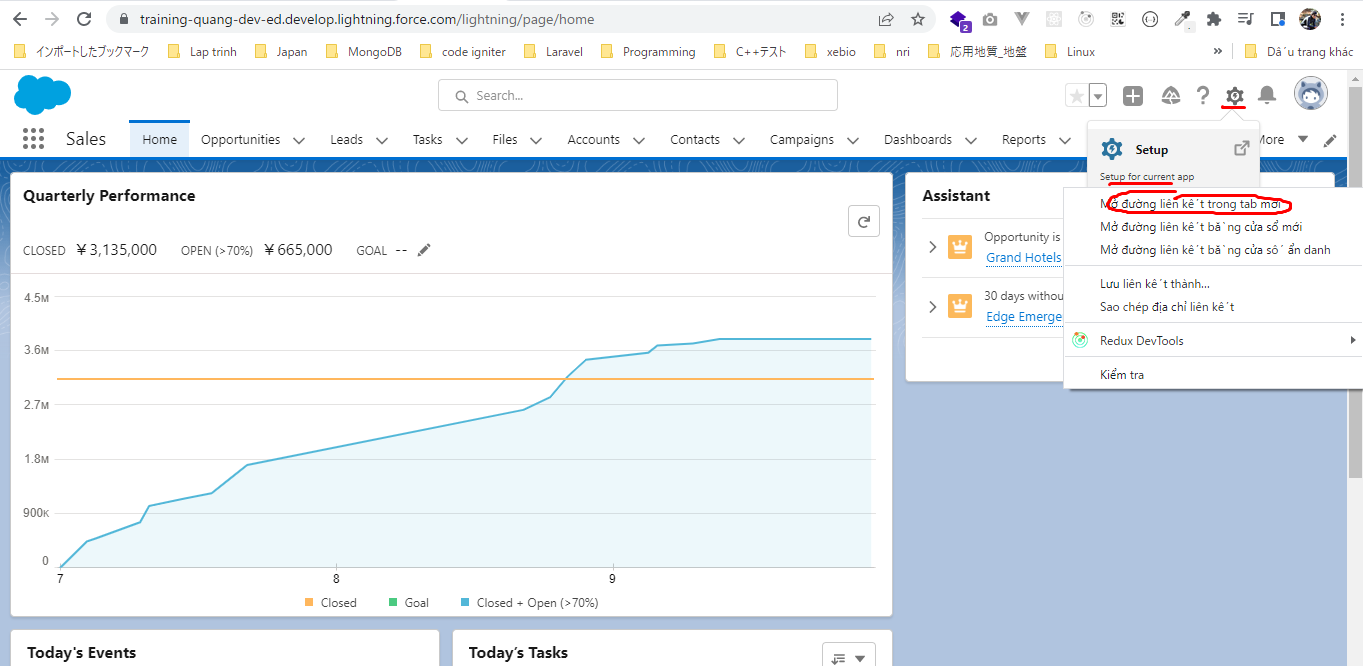 training-quang-dev-ed.develop.lightning.force.com/lightning/page/home
2
インポートしたブックマーク Lap trinh Japan MongoDB code igniter Laravel Programming C++テスト xebio nri 応用地質_地盤 Linux » Dấu trang khác
Search...
Sales Home Opportunities Leads Tasks Files Accounts Contacts Campaigns Dashboards Reports More
Setup
Setup for current app
Mở đường liên kết trong tab mới
Mở đường liên kết bằng cửa sổ mới
Mở đường liên kết bằng cửa sổ ẩn danh
Lưu liên kết thành...
Sao chép địa chỉ liên kết
Redux DevTools
Kiểm tra
Quarterly Performance
CLOSED ¥3,135,000 OPEN (>70%) ¥665,000 GOAL --
4.5M
3.6M
2.7M
1.8M
900K
0
7 8 9
Closed Goal Closed + Open (>70%)
Assistant
Opportunity is
Grand Hotels
30 days withou
Edge Emerge
Today's Events
Today's Tasks